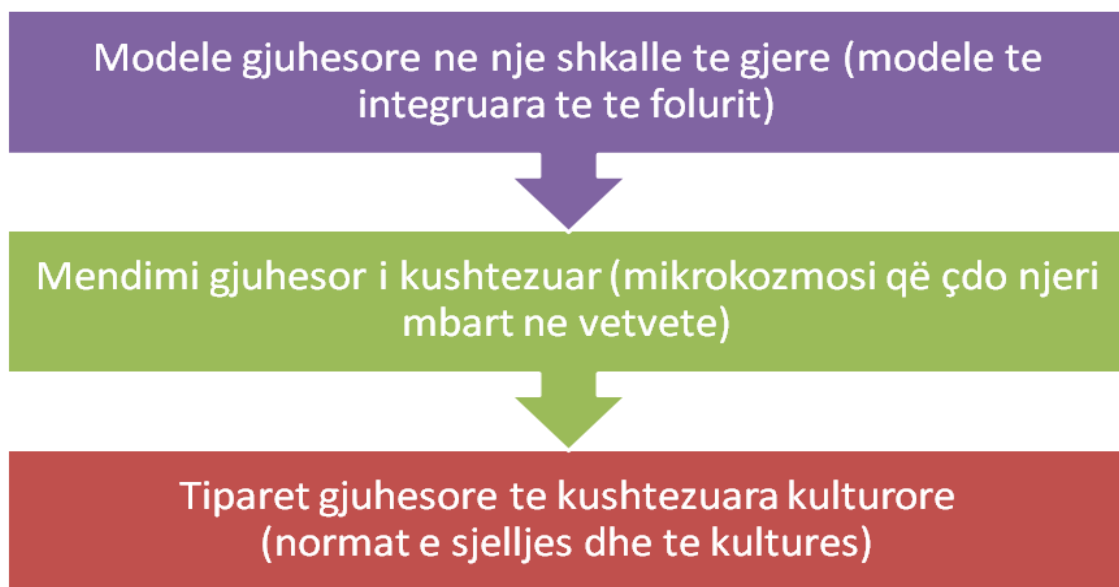 Modele gjuhesore ne nje shkalle te gjere (modele te
integruara te te folurit)
Mendimi gjuhesor i kushtezuar (mikrokozmosi që çdo njeri
mbart ne vetvete)
Tiparet gjuhesore te kushtezuara kulturore
(normat e sjelljes dhe te kultures)